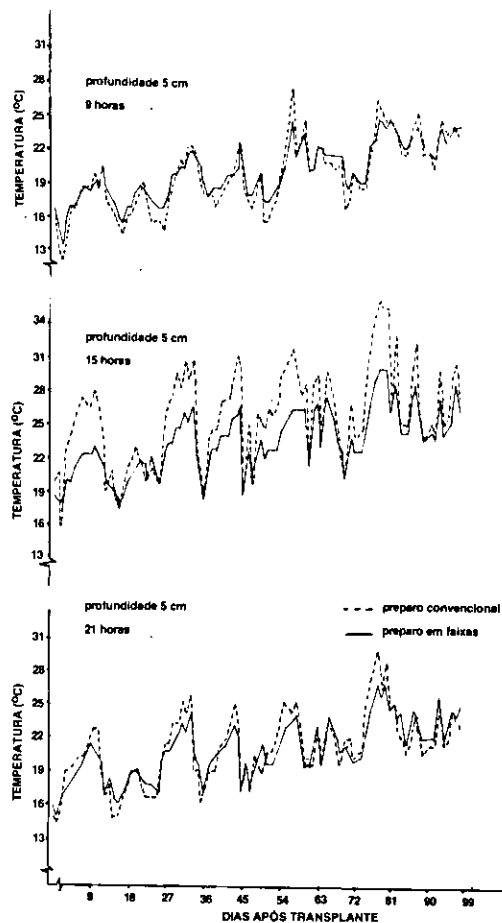 31
28
25
22
19
16
13
TEMPERATURA (ºC)
profundidade 5 cm
9 horas
34
31
28
25
22
19
16
13
TEMPERATURA (ºC)
profundidade 5 cm
15 horas
31
28
25
22
19
16
13
TEMPERATURA (ºC)
profundidade 5 cm
21 horas
preparo convencional
preparo em faixas
9 18 27 36 45 54 63 72 81 90 99
DIAS APÓS TRANSPLANTE